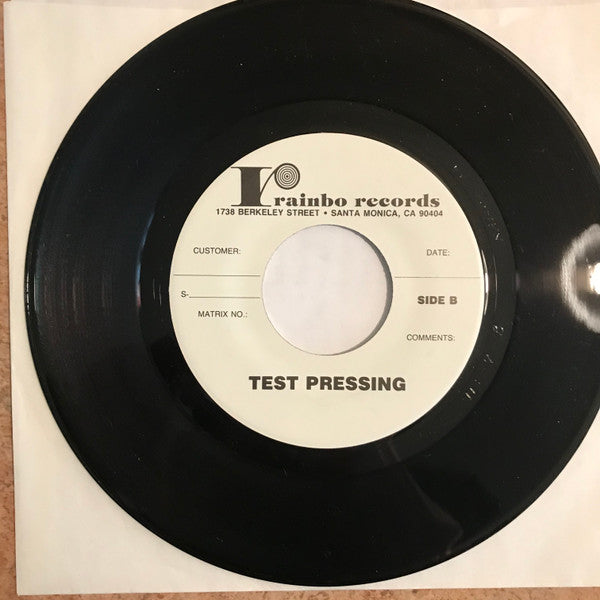 rainbo records
1738 BERKELEY STREET • SANTA MONICA, CA 90404
CUSTOMER:
DATE:
S-
SIDE B
MATRIX NO.:
COMMENTS:
TEST PRESSING